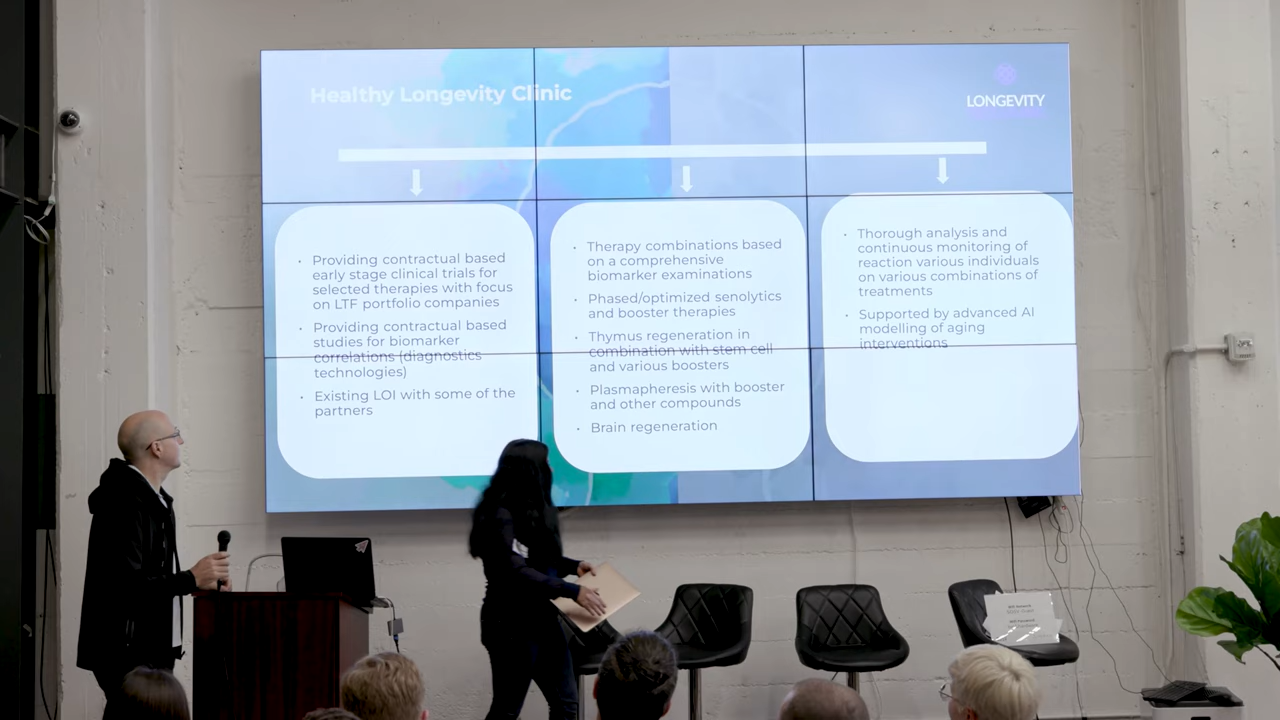 Healthy Longevity Clinic
LONGEVITY
• Providing contractual based
early stage clinical trials for
selected therapies with focus
on LTF portfolio companies
• Providing contractual based
studies for biomarker
correlations (diagnostics
technologies)
• Existing LOI with some of the
partners
• Therapy combinations based
on a comprehensive
biomarker examinations
• Phased/optimized senolytics
and booster therapies
• Thymus regeneration in
combination with stem cell
and various boosters
• Plasmapheresis with booster
and other compounds
• Brain regeneration
• Thorough analysis and
continuous monitoring of
reaction various individuals
on various combinations of
treatments
• Supported by advanced AI
modelling of aging
interventions